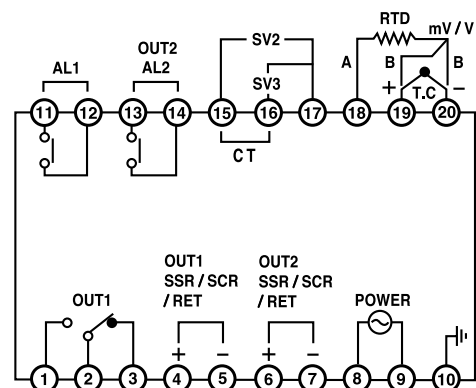 RTD
mV / V
OUT2
SV2
AL1
AL2
A
B
B
SV3
+
T.C
−
11
12
13
14
15
16
17
18
19
20
CT
OUT1
OUT2
SSR / SCR
SSR / SCR
OUT1
/ RET
/ RET
POWER
+
−
+
−
1
2
3
4
5
6
7
8
9
10